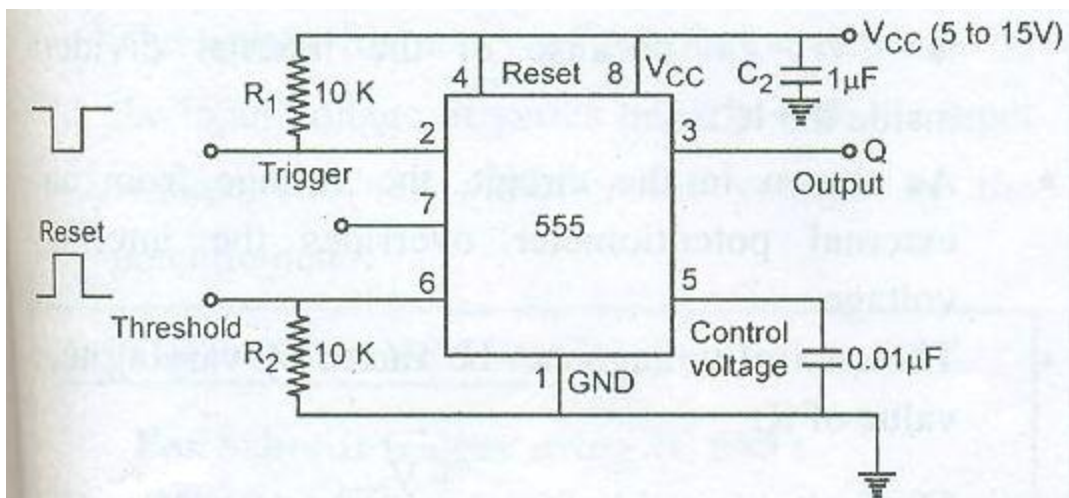 VCC (5 to 15V)
4 Reset 8 VCC C2 1µF
R1 10 K
2 3 Q
Trigger Output
7
Reset 555
6 5
Threshold Control
R2 10 K voltage 0.01µF
1 GND